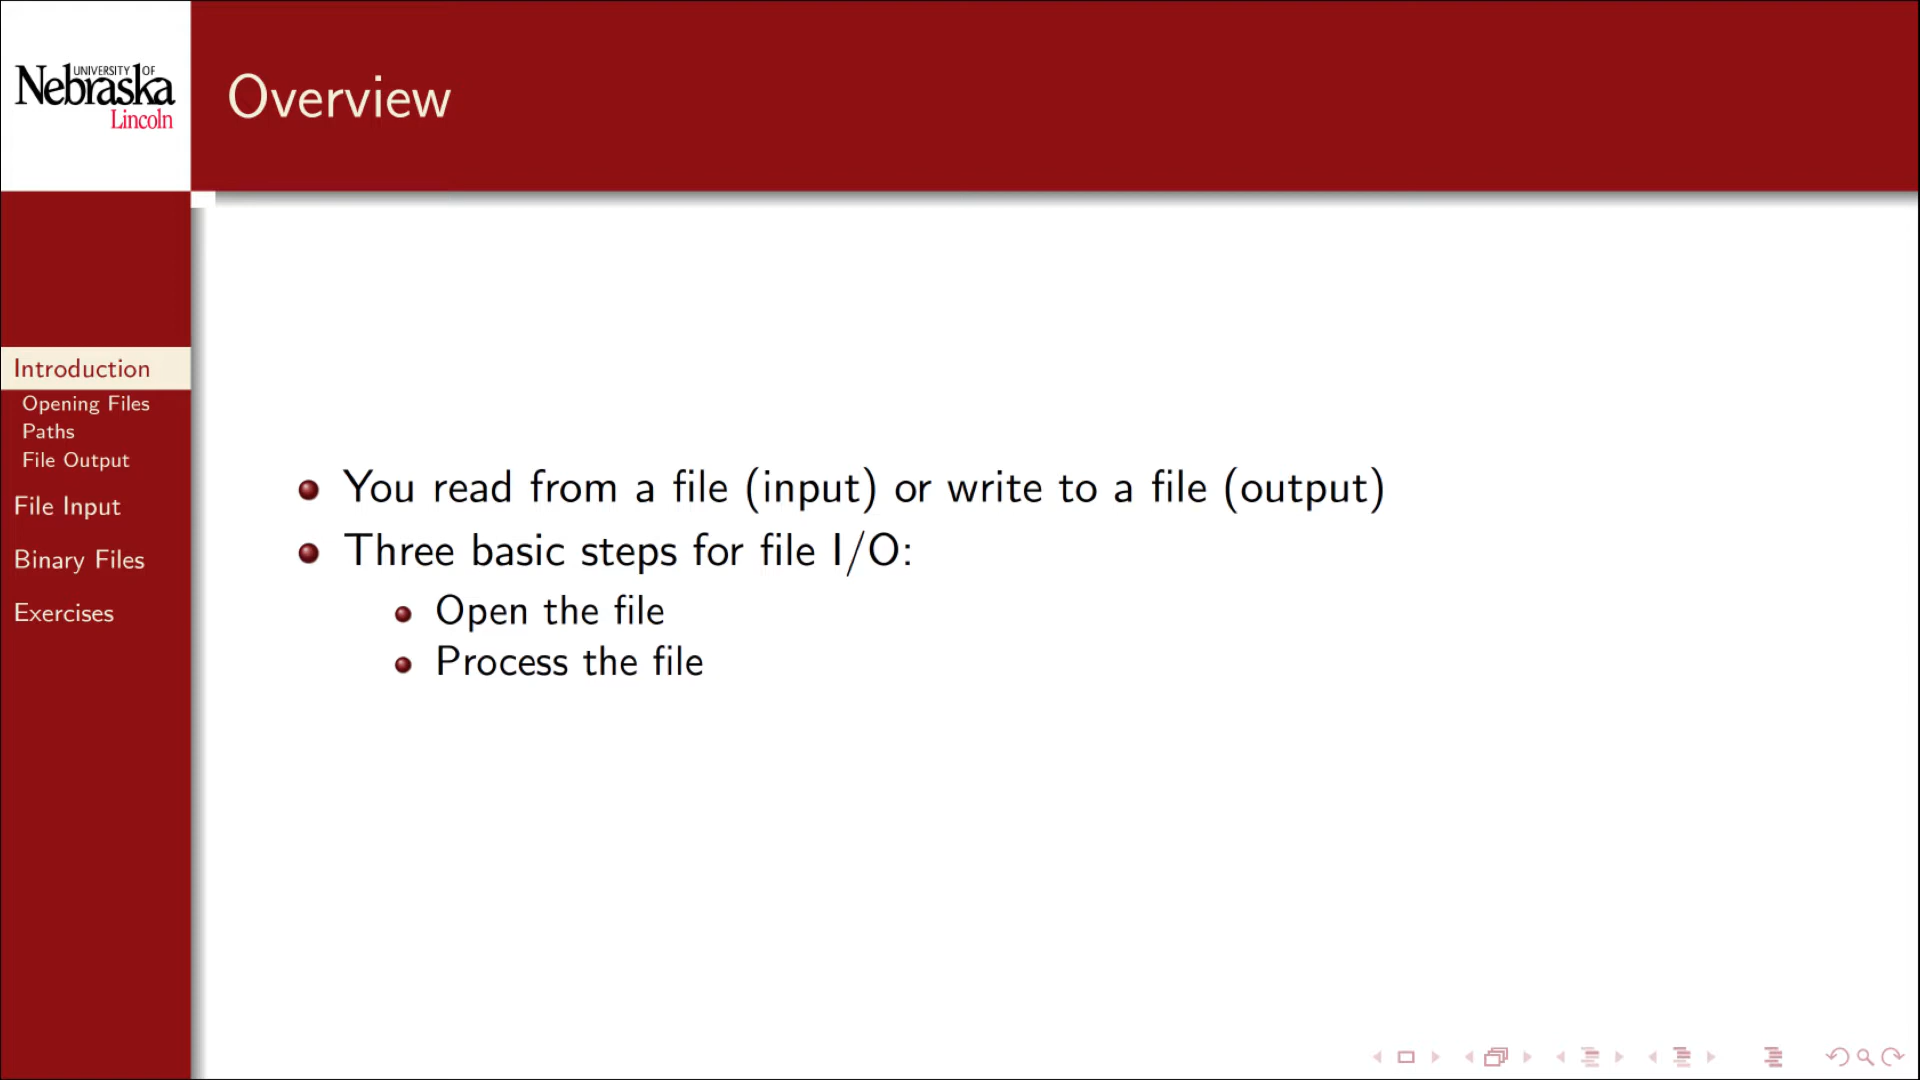 UNIVERSITY OF
Nebraska
Lincoln
Overview
Introduction
Opening Files
Paths
File Output
File Input
Binary Files
Exercises
You read from a file (input) or write to a file (output)
Three basic steps for file I/O:
Open the file
Process the file